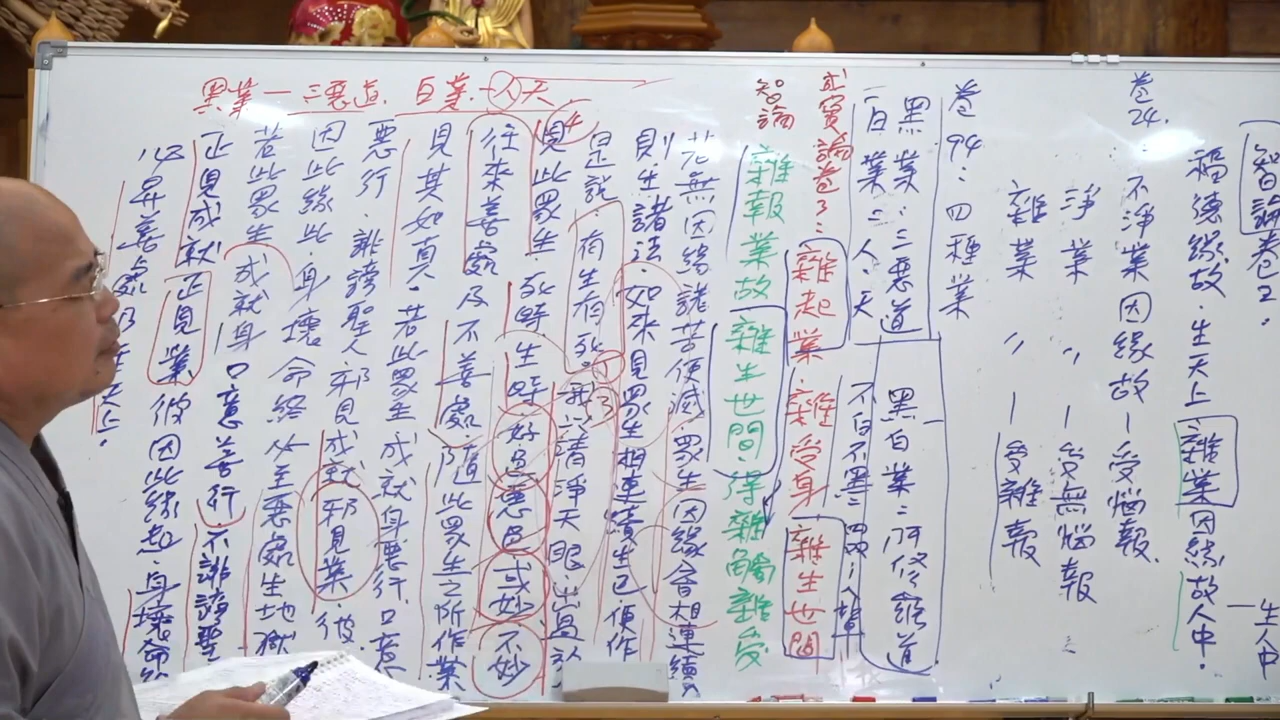 智論卷2.
福德緣故.生天上 雜業因緣故人中. 一生人中
卷24.
不淨業因緣故—受惱報.
淨業 〃 —受無惱報
雜業 〃 —受雜報
卷94:四種業
黑業:三惡道 黑白業:阿修羅道
白業:人、天 不白不黑:
成實論卷3:雜起業.雜受身 雜生世間
智論 雜報業故雜生世間.得雜觸雜受
若無因緣諸苦便滅.眾生因緣會相連續
則生諸法.如來見眾生相連續生已便作
是說.有生有死.我以清淨天眼.出過於
見此眾生.死時生時.好色惡色或妙不妙
往來善處及不善處.隨此眾生之所作業
見其如真.若此眾生成就身惡行.口意
惡行.誹謗聖人邪見成就邪見業.彼
因此緣此.身壞命終必至惡處生地獄
若此眾生成就身口意善行.不誹謗聖
正見成就正見業彼因此緣此.身壞命終
必昇善處乃生天上.
黑業—三惡道.白業—人天